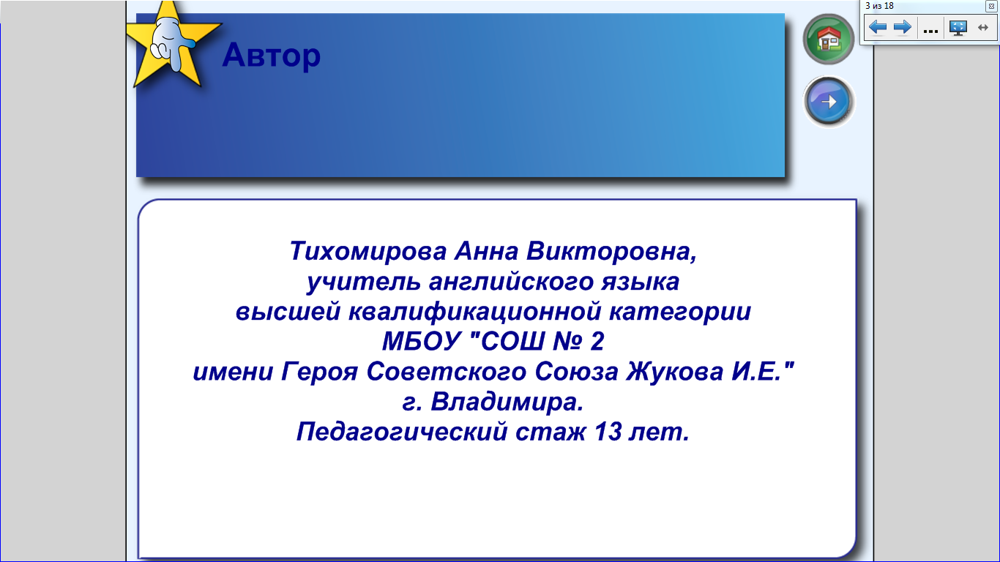 3 из 18
Автор
Тихомирова Анна Викторовна,
учитель английского языка
высшей квалификационной категории
МБОУ "СОШ № 2
имени Героя Советского Союза Жукова И.Е."
г. Владимира.
Педагогический стаж 13 лет.